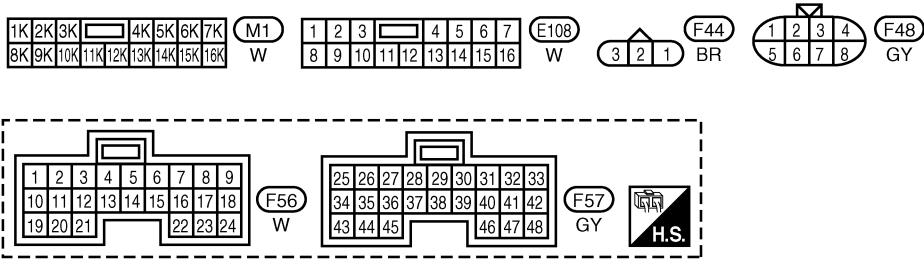 1K 2K 3K 4K 5K 6K 7K
8K 9K 10K 11K 12K 13K 14K 15K 16K
M1
W
1 2 3 4 5 6 7
8 9 10 11 12 13 14 15 16
E108
W
3 2 1
F44
BR
1 2 3 4
5 6 7 8
F48
GY
1 2 3 4 5 6 7 8 9
10 11 12 13 14 15 16 17 18
19 20 21 22 23 24
F56
W
25 26 27 28 29 30 31 32 33
34 35 36 37 38 39 40 41 42
43 44 45 46 47 48
F57
GY
H.S.